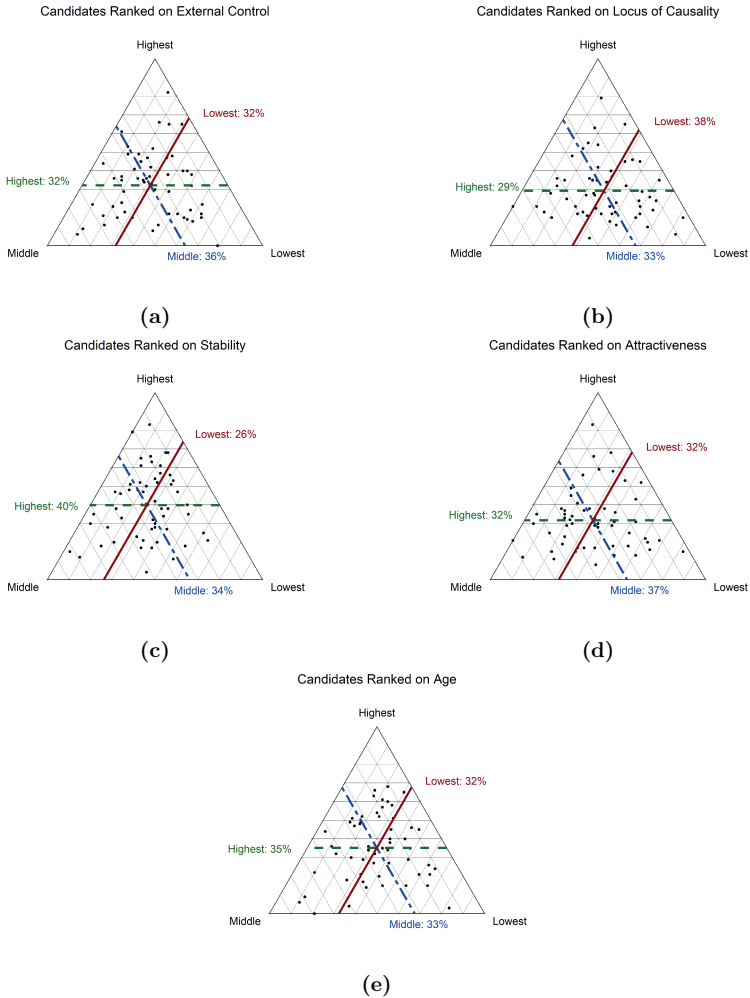 Candidates Ranked on External Control
Highest
Lowest: 32%
Highest: 32%
Middle
Middle: 36%
Lowest
(a)
Candidates Ranked on Locus of Causality
Highest
Lowest: 38%
Highest: 29%
Middle
Middle: 33%
Lowest
(b)
Candidates Ranked on Stability
Highest
Lowest: 26%
Highest: 40%
Middle
Middle: 34%
Lowest
(c)
Candidates Ranked on Attractiveness
Highest
Lowest: 32%
Highest: 32%
Middle
Middle: 37%
Lowest
(d)
Candidates Ranked on Age
Highest
Lowest: 32%
Highest: 35%
Middle
Middle: 33%
Lowest
(e)